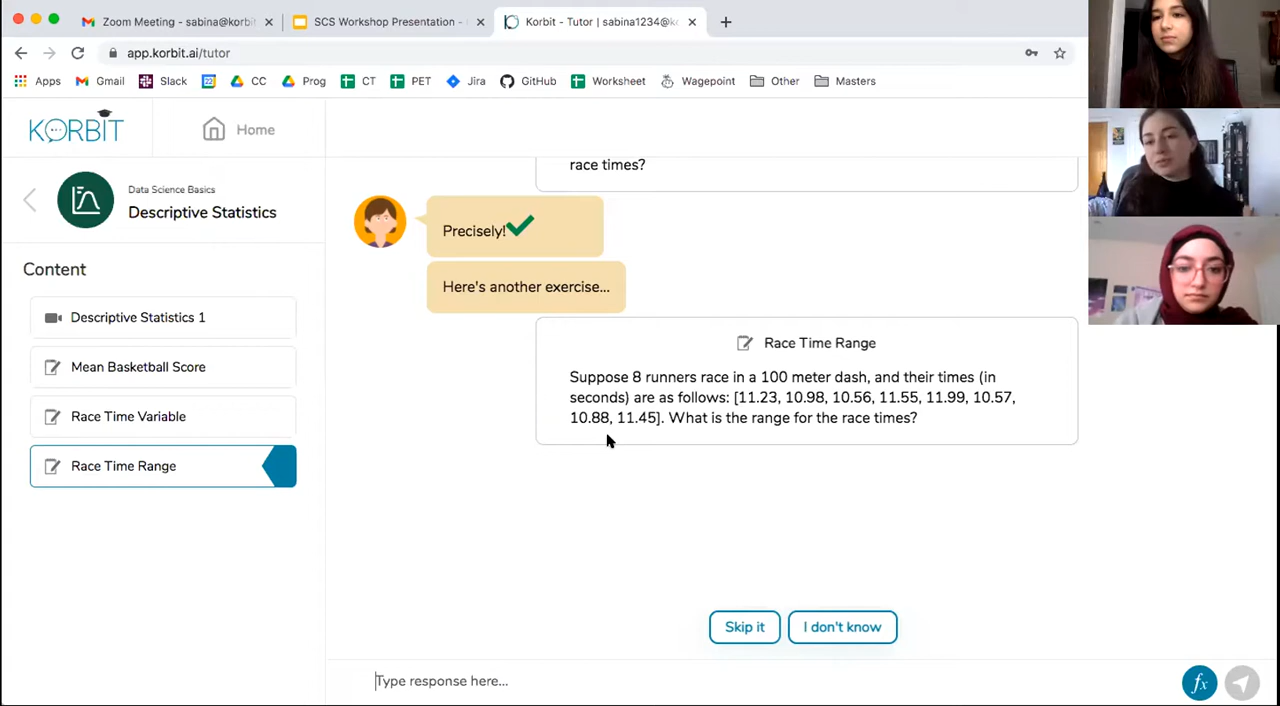 Zoom Meeting - sabina@korbi
SCS Workshop Presentation -
Korbit - Tutor | sabina1234@k
app.korbit.ai/tutor
Apps
Gmail
Slack
CC
Prog
CT
PET
Jira
GitHub
Worksheet
Wagepoint
Other
Masters
KORBIT
Home
race times?
Data Science Basics
Descriptive Statistics
Precisely!
Content
Here's another exercise...
Descriptive Statistics 1
Mean Basketball Score
Race Time Variable
Race Time Range
Race Time Range
Suppose 8 runners race in a 100 meter dash, and their times (in
seconds) are as follows: [11.23, 10.98, 10.56, 11.55, 11.99, 10.57,
10.88, 11.45]. What is the range for the race times?
Skip it
I don't know
Type response here...
fx